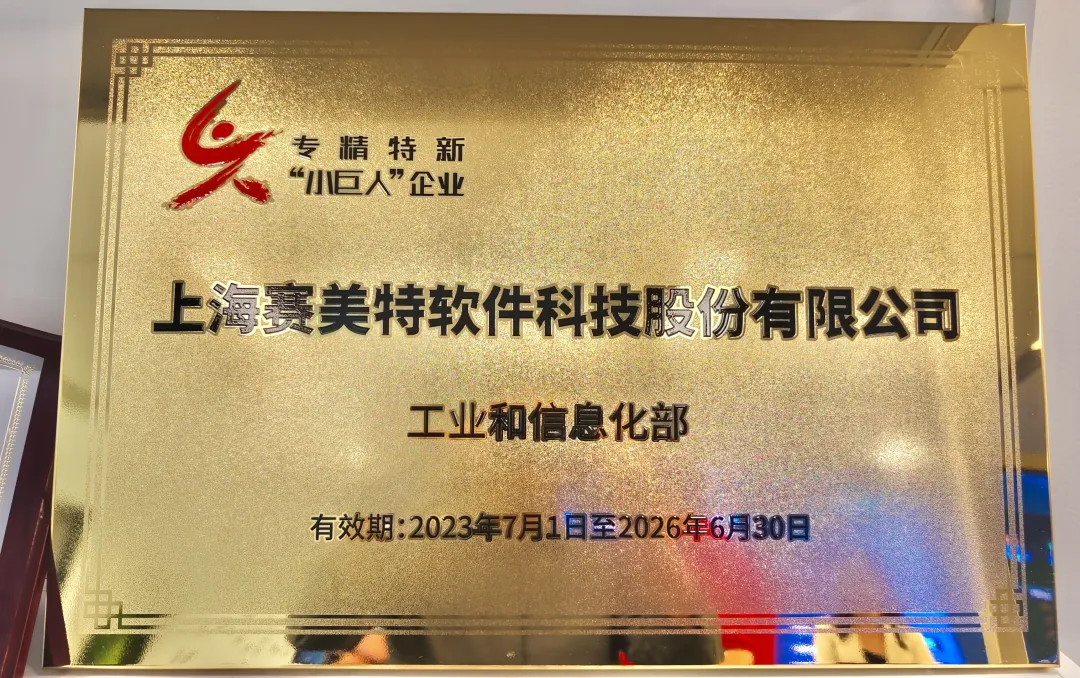 专精特新
“小巨人”企业
上海赛美特软件科技股份有限公司
工业和信息化部
有效期:2023年7月1日至2026年6月30日